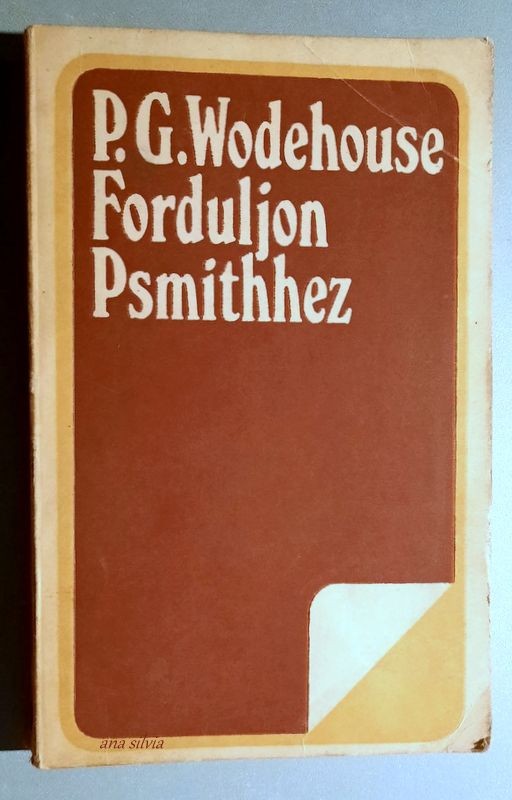 P. G. Wodehouse
Forduljon
Psmithhez
ana silvia